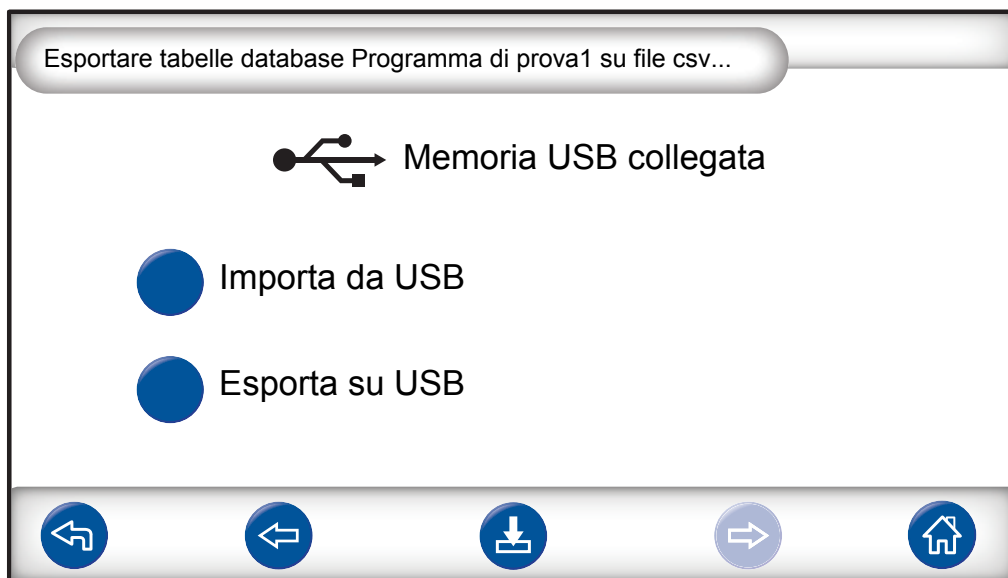 Esportare tabelle database Programma di prova1 su file csv...
Memoria USB collegata
Importa da USB
Esporta su USB